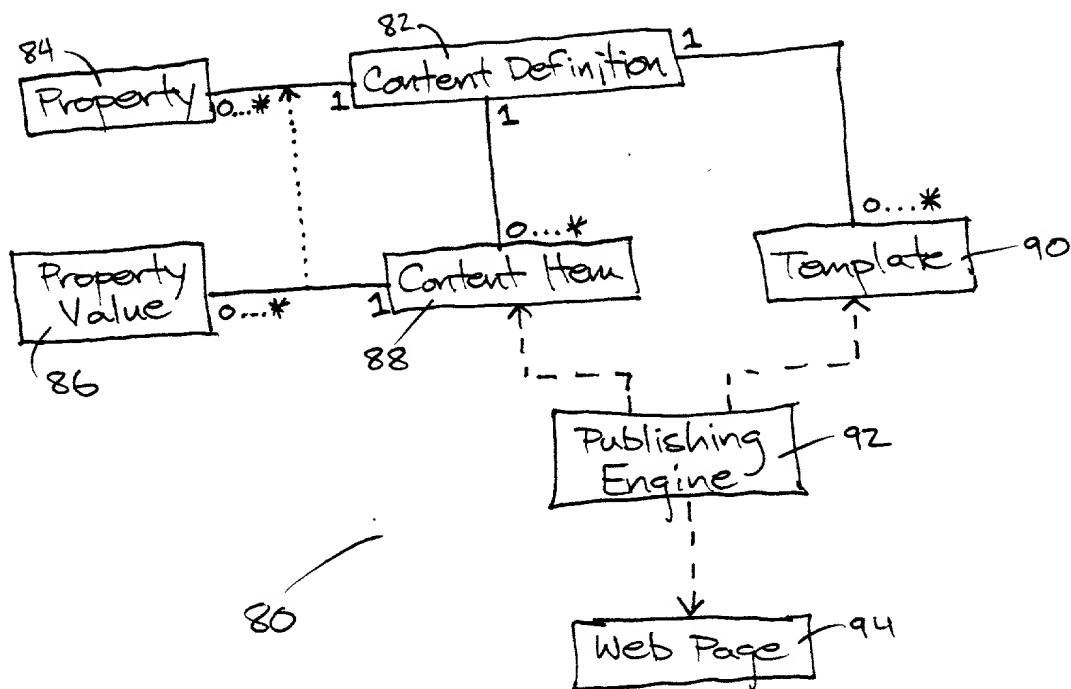 82
84
1
Content Definition
Property
0...*
1
1
0...*
0...*
Property
Value
Content Item
Template
90
0...*
1
86
88
Publishing
Engine
92
80
Web Page
94